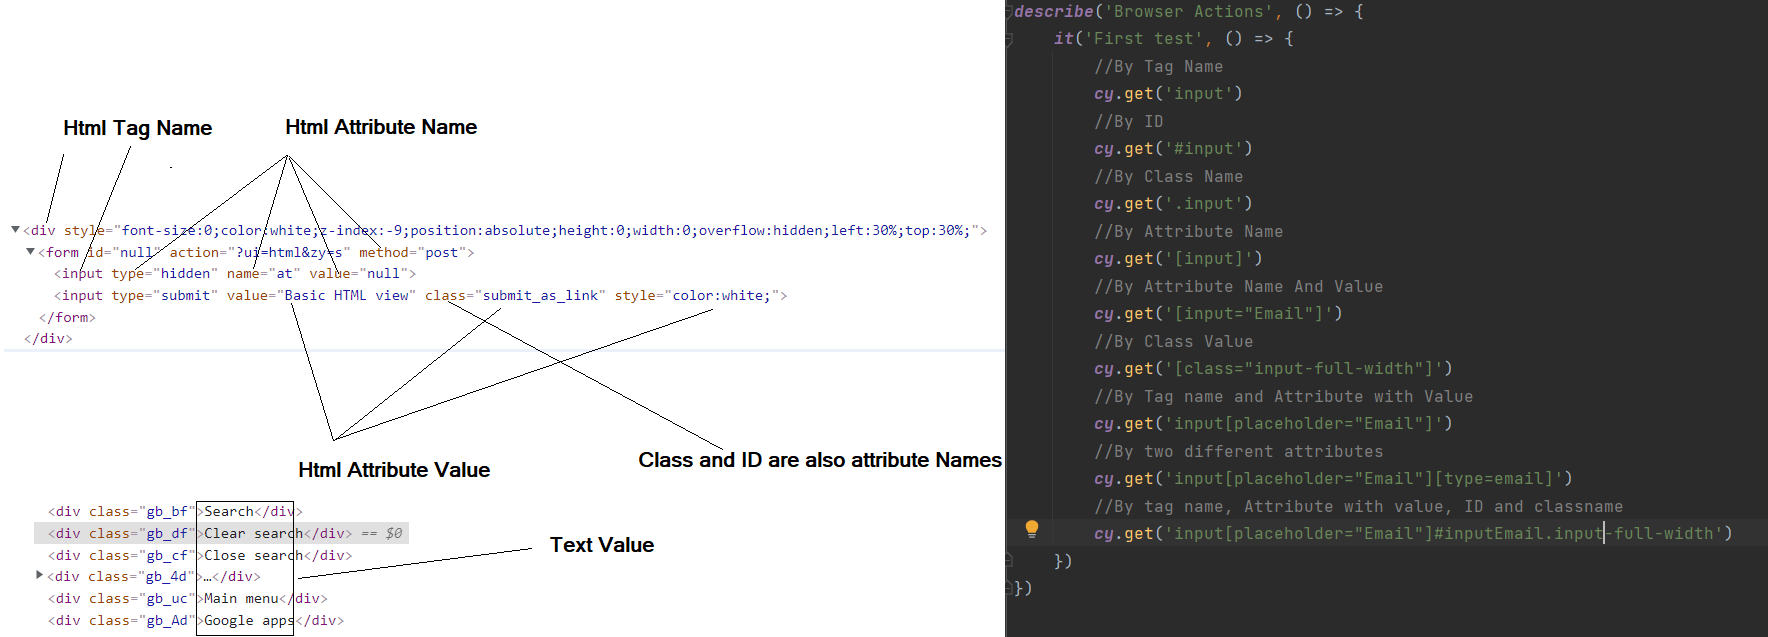 Html Tag Name
Html Attribute Name
<div style="font-size:0;color:white;z-index:-9;position:absolute;height:0;width:0;overflow:hidden;left:30%;top:30%;">
<form id="null" action="?ui=html&zy=s" method="post">
<input type="hidden" name="at" value="null">
<input type="submit" value="Basic HTML view" class="submit_as_link" style="color:white;">
</form>
</div>
Html Attribute Value
Class and ID are also attribute Names
<div class="gb_bf">Search</div>
<div class="gb_df">Clear search</div> == $0
<div class="gb_cf">Close search</div>
<div class="gb_4d">…</div>
<div class="gb_uc">Main menu</div>
<div class="gb_Ad">Google apps</div>
Text Value
describe('Browser Actions', () => {
it('First test', () => {
//By Tag Name
cy.get('input')
//By ID
cy.get('#input')
//By Class Name
cy.get('.input')
//By Attribute Name
cy.get('[input]')
//By Attribute Name And Value
cy.get('[input="Email"]')
//By Class Value
cy.get('[class="input-full-width"]')
//By Tag name and Attribute with Value
cy.get('input[placeholder="Email"]')
//By two different attributes
cy.get('input[placeholder="Email"][type=email]')
//By tag name, Attribute with value, ID and classname
cy.get('input[placeholder="Email"]#inputEmail.input-full-width')
})
})